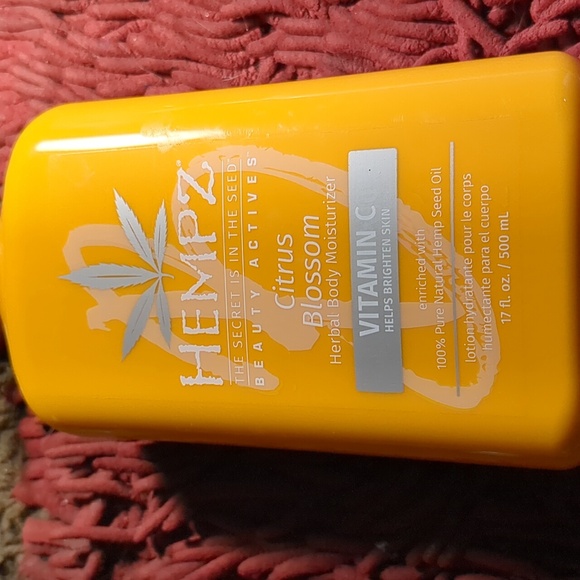 HEMPZ
THE SECRET IS IN THE SEED
BEAUTY ACTIVES
Citrus
Blossom
Herbal Body Moisturizer
VITAMIN C
HELPS BRIGHTEN SKIN
enriched with
100% Pure Natural Hemp Seed Oil
lotion hydratante pour le corps
humectante para el cuerpo
17 fl. oz. / 500 mL